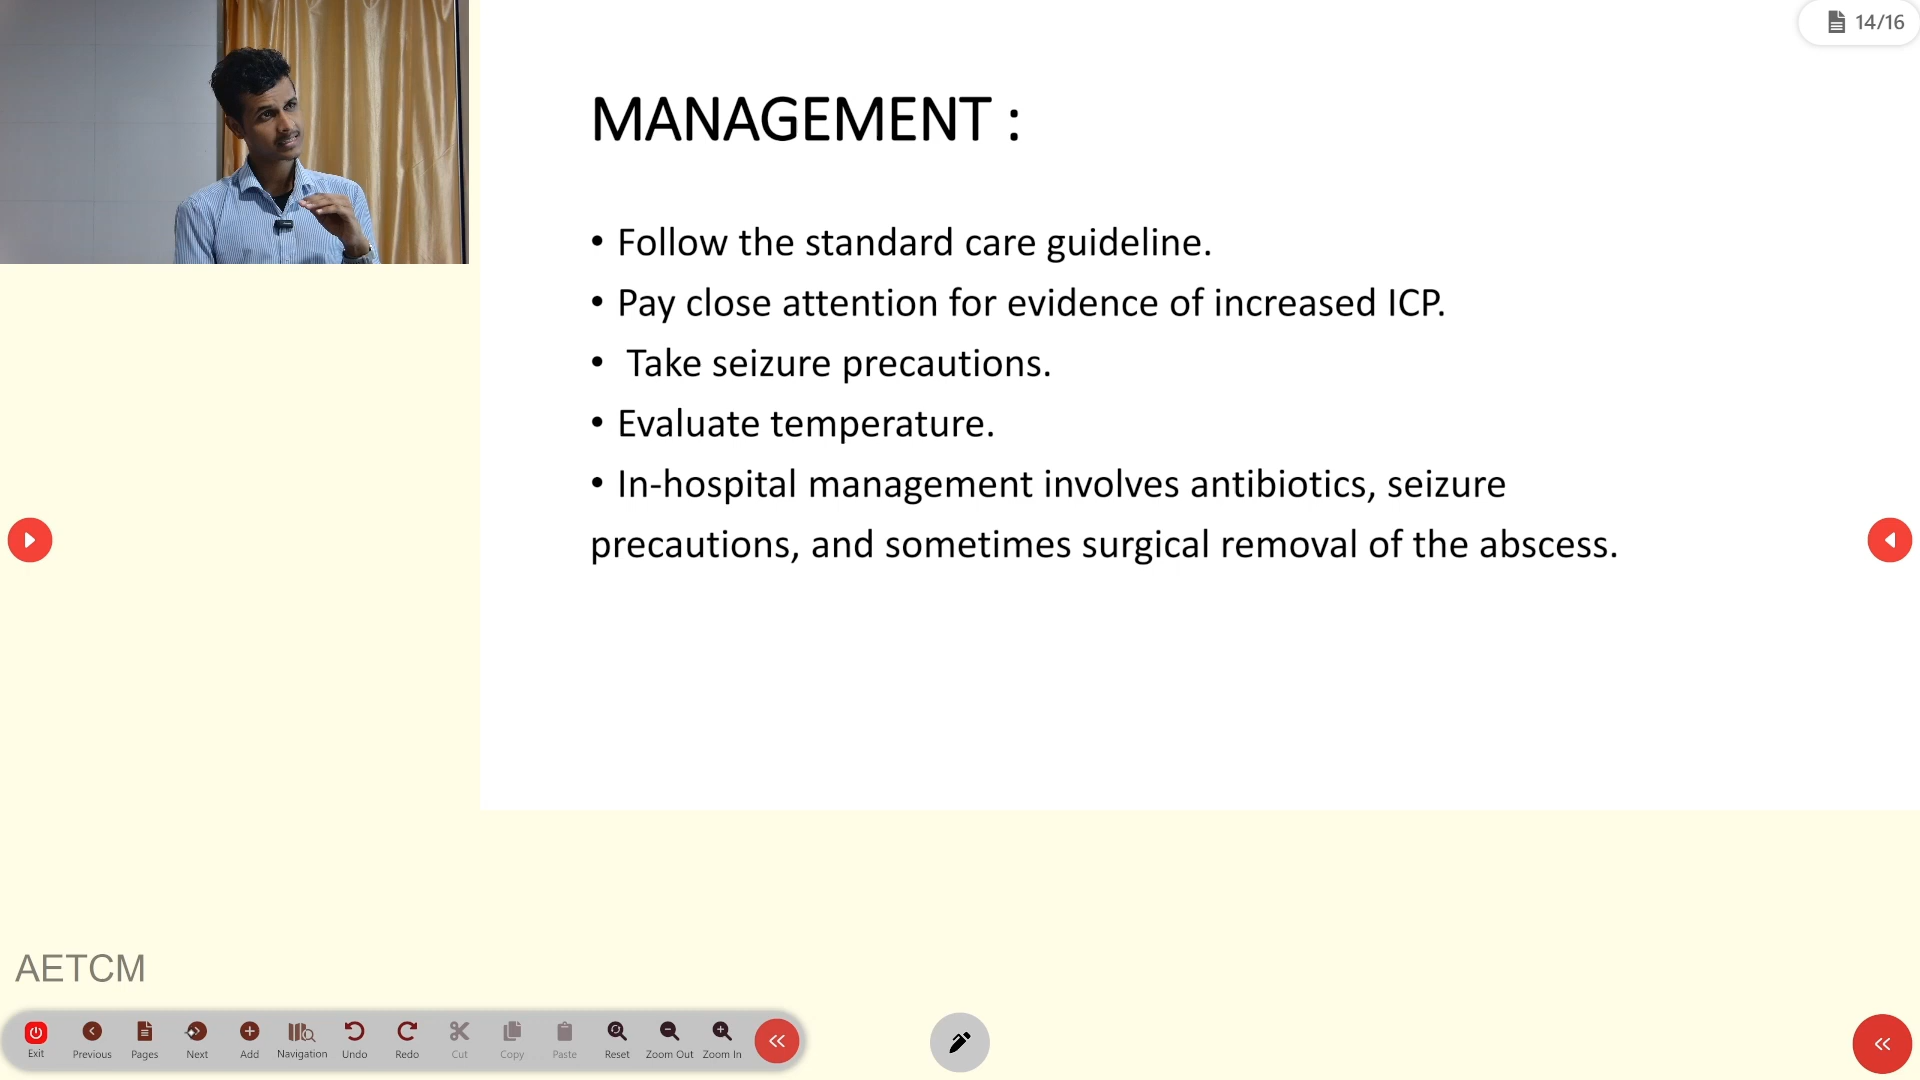 14/16
MANAGEMENT :
• Follow the standard care guideline.
• Pay close attention for evidence of increased ICP.
• Take seizure precautions.
• Evaluate temperature.
• In-hospital management involves antibiotics, seizure
precautions, and sometimes surgical removal of the abscess.
AETCM
Exit Previous Pages Next Add Navigation Undo Redo Cut Copy Paste Reset Zoom Out Zoom In